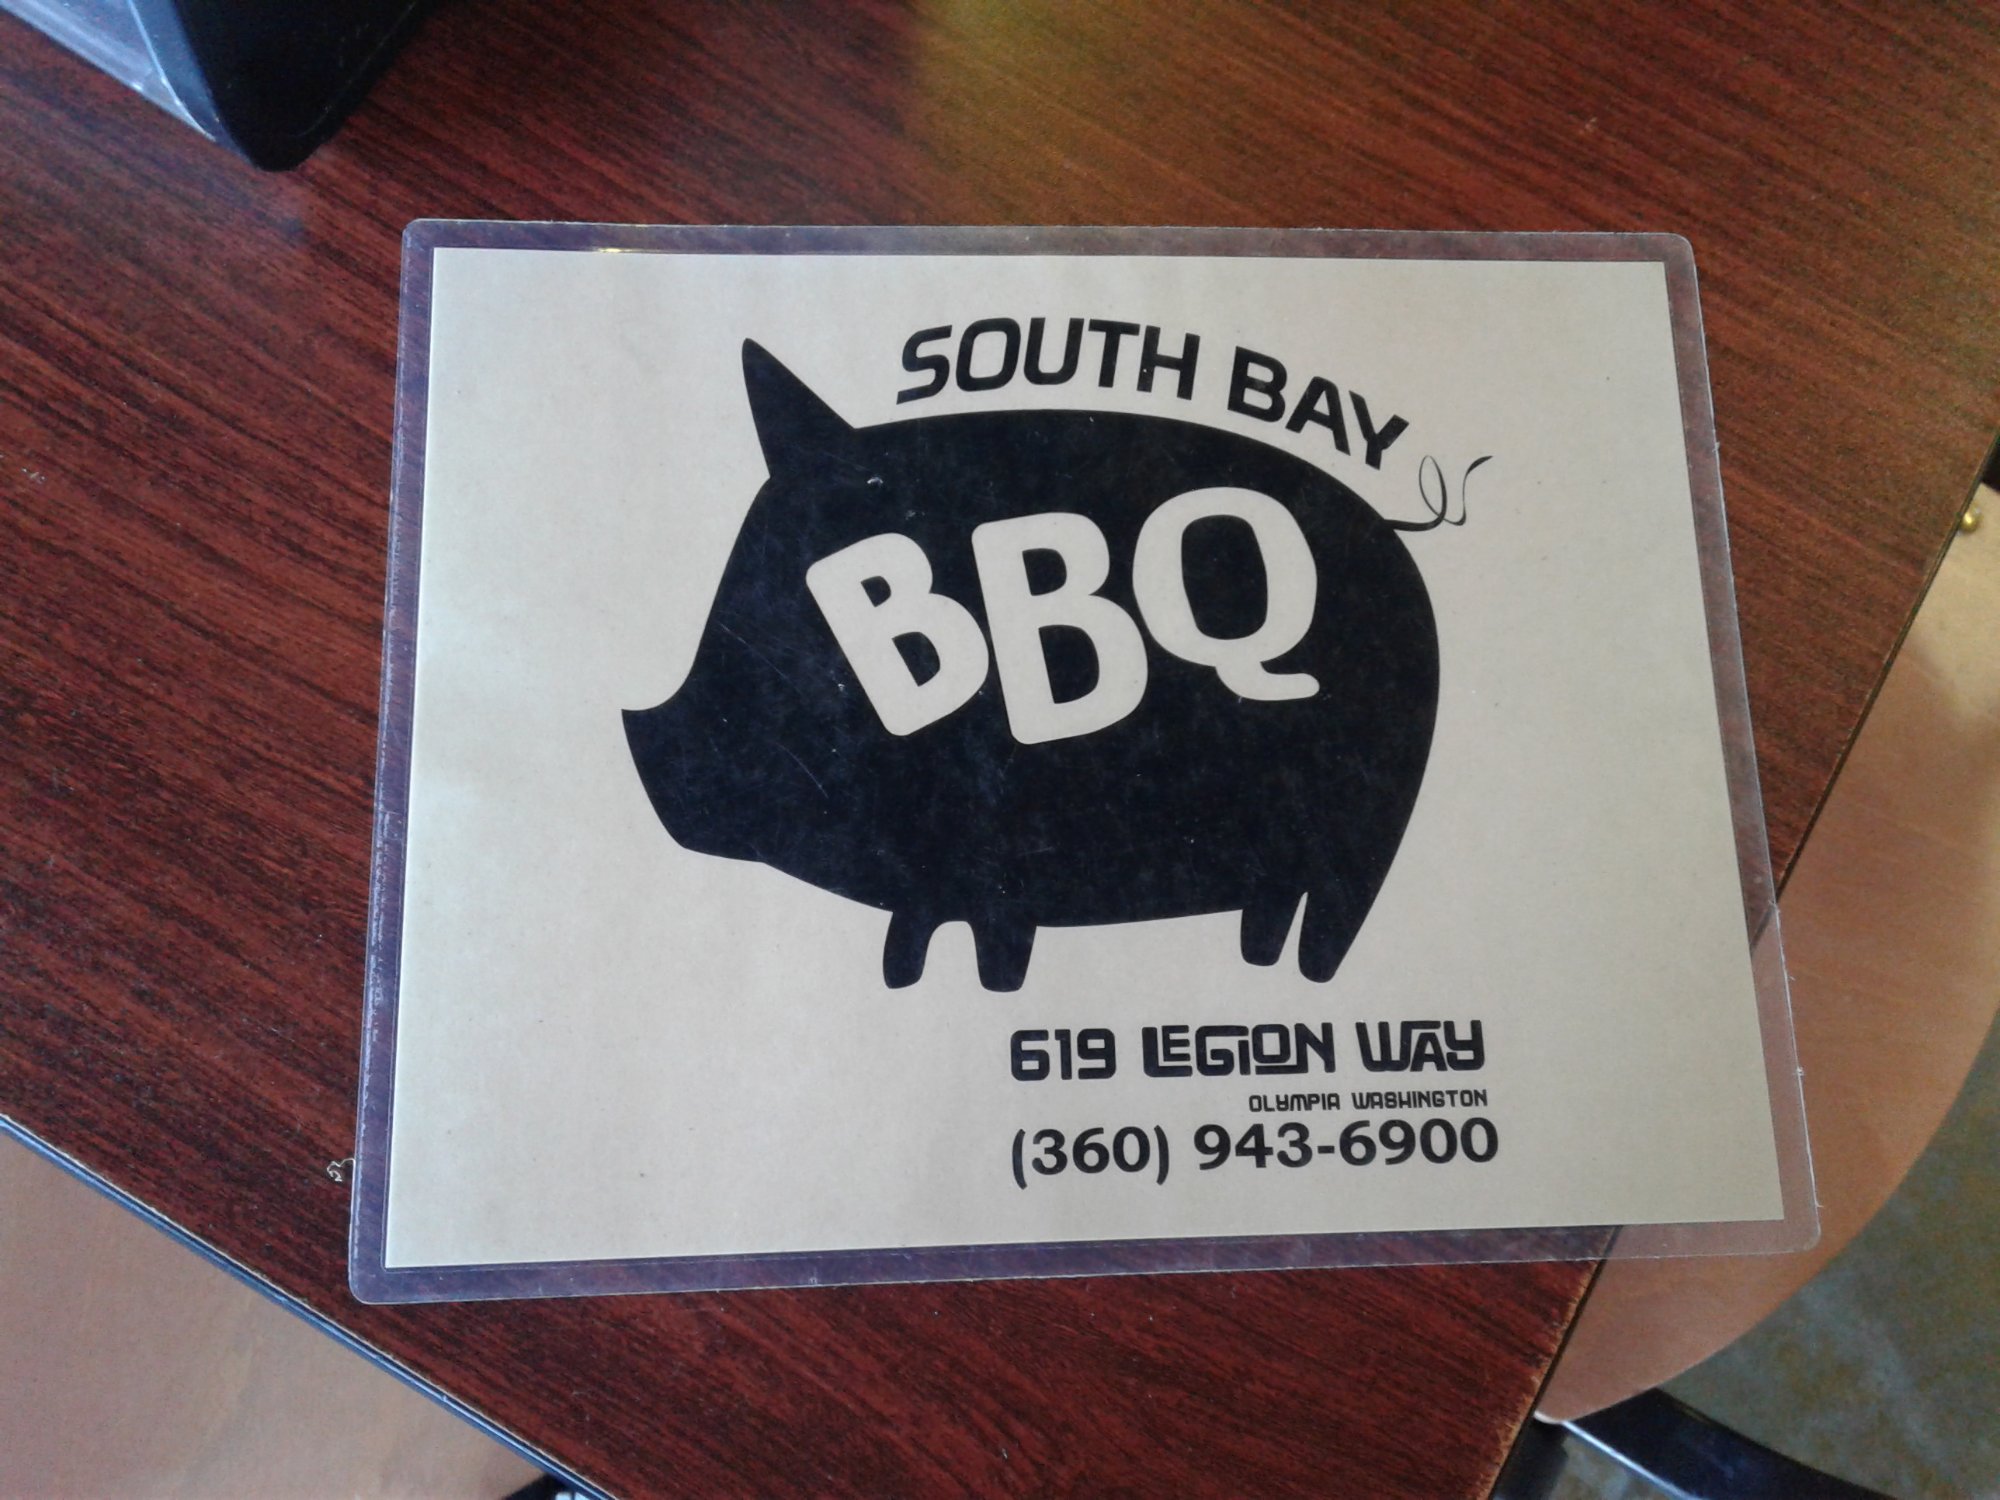 SOUTH BAY
BBQ
619 LEGION WAY
OLYMPIA WASHINGTON
(360) 943-6900